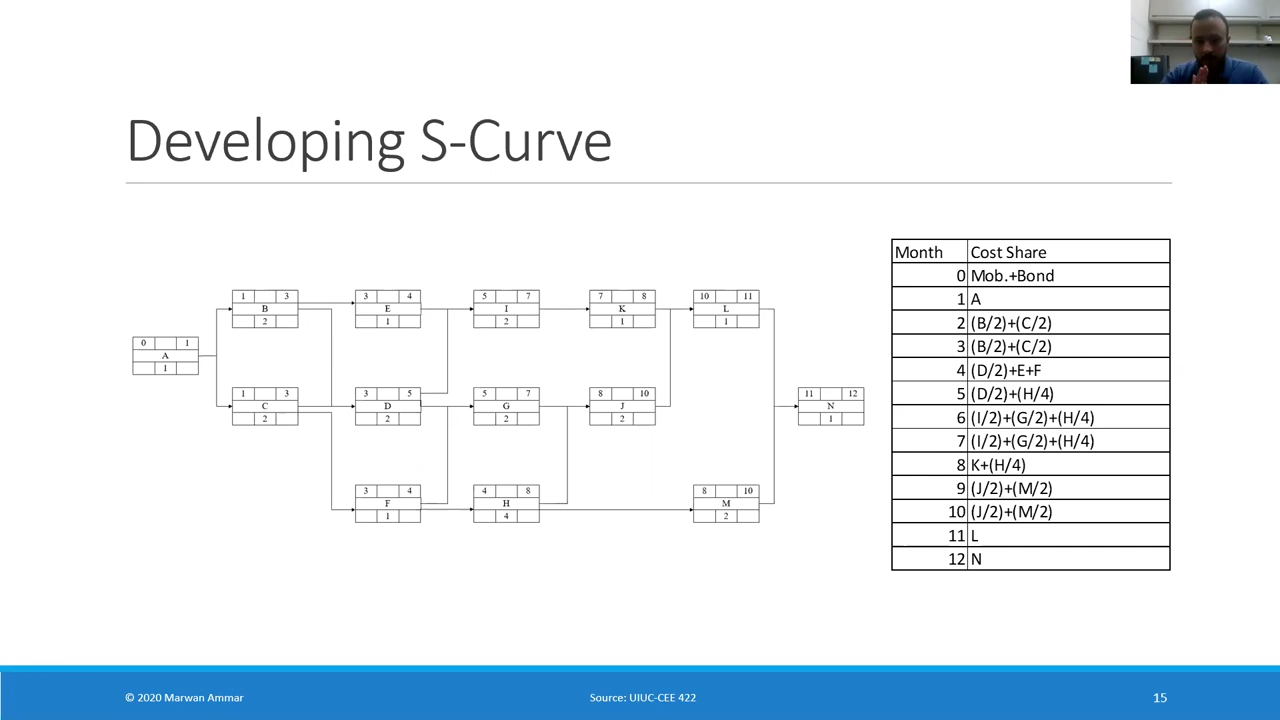 Developing S-Curve
1 3
B
2
3 4
E
1
5 7
I
2
7 8
K
1
10 11
L
1
0 1
A
1
1 3
C
2
3 5
D
2
5 7
G
2
8 10
J
2
11 12
N
1
3 4
F
1
4 8
H
4
8 10
M
2
Month Cost Share
0 Mob.+Bond
1 A
2 (B/2)+(C/2)
3 (B/2)+(C/2)
4 (D/2)+E+F
5 (D/2)+(H/4)
6 (I/2)+(G/2)+(H/4)
7 (I/2)+(G/2)+(H/4)
8 K+(H/4)
9 (J/2)+(M/2)
10 (J/2)+(M/2)
11 L
12 N
© 2020 Marwan Ammar Source: UIUC-CEE 422 15